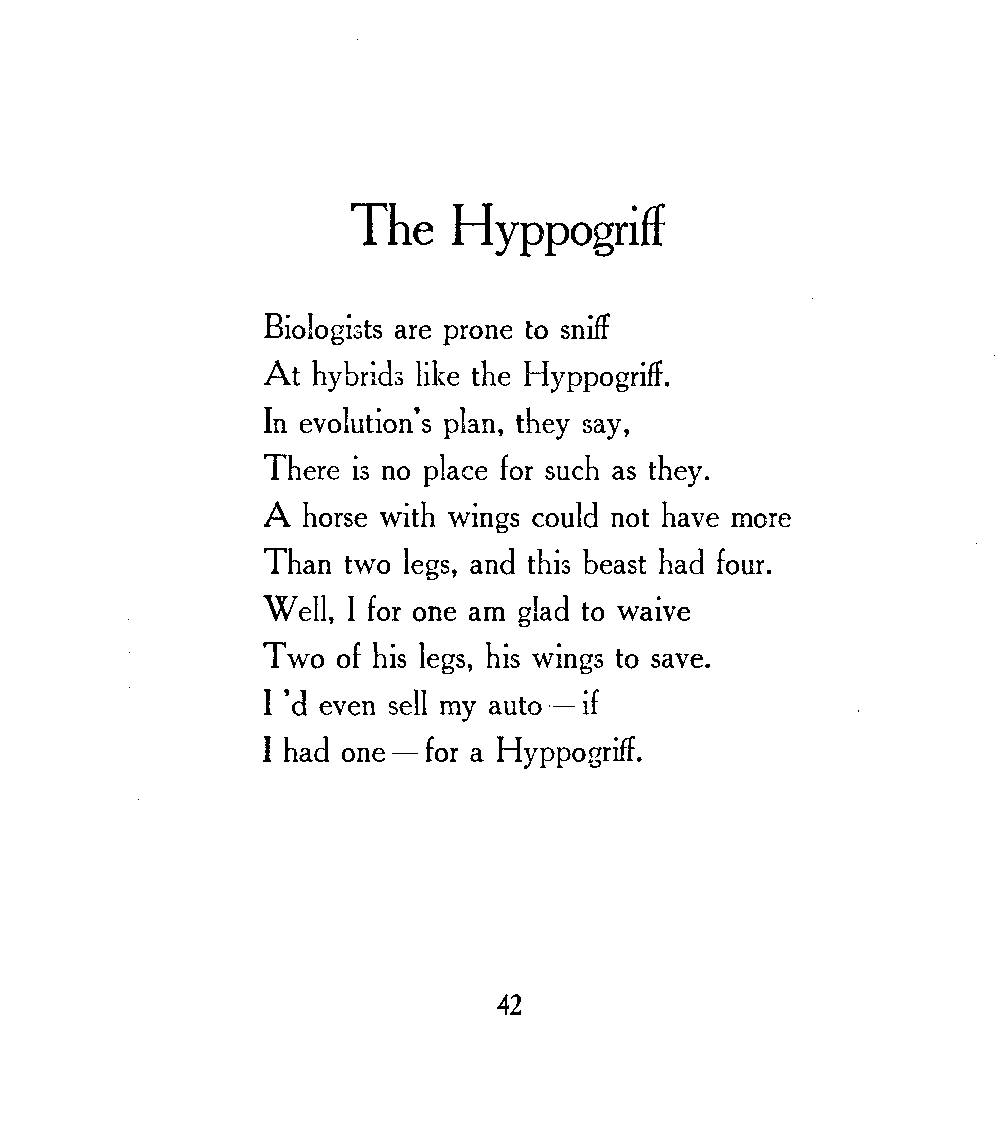 The Hyppogriff
Biologists are prone to sniff
At hybrids like the Hyppogriff.
In evolution's plan, they say,
There is no place for such as they.
A horse with wings could not have more
Than two legs, and this beast had four.
Well, I for one am glad to waive
Two of his legs, his wings to save.
I 'd even sell my auto — if
I had one — for a Hyppogriff.
42